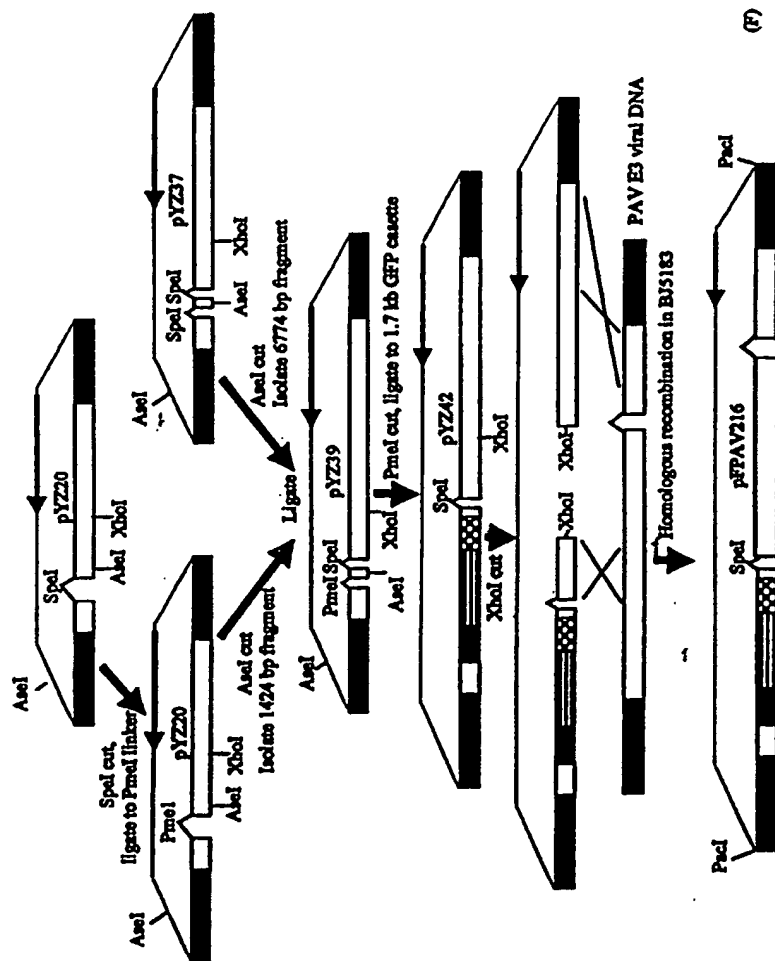 AseI
SpeI
pYZ20
AseI
XhoI
SpeI cut,
ligate to PmeI linker
AseI
PmeI
pYZ20
AseI
XhoI
AseI
SpeI SpeI
pYZ37
AseI
XhoI
AseI cut
Isolate 1424 bp fragment
AseI cut
Isolate 6774 bp fragment
Ligate
AseI
PmeI SpeI
pYZ39
AseI
XhoI
PmeI cut, ligate to 1.7 kb GFP casette
SpeI
pYZ42
XhoI
XhoI cut
XhoI
XhoI
PAV E3 viral DNA
Homologous recombination in BJ5183
PacI
SpeI
pFPAV216
PacI
(F)